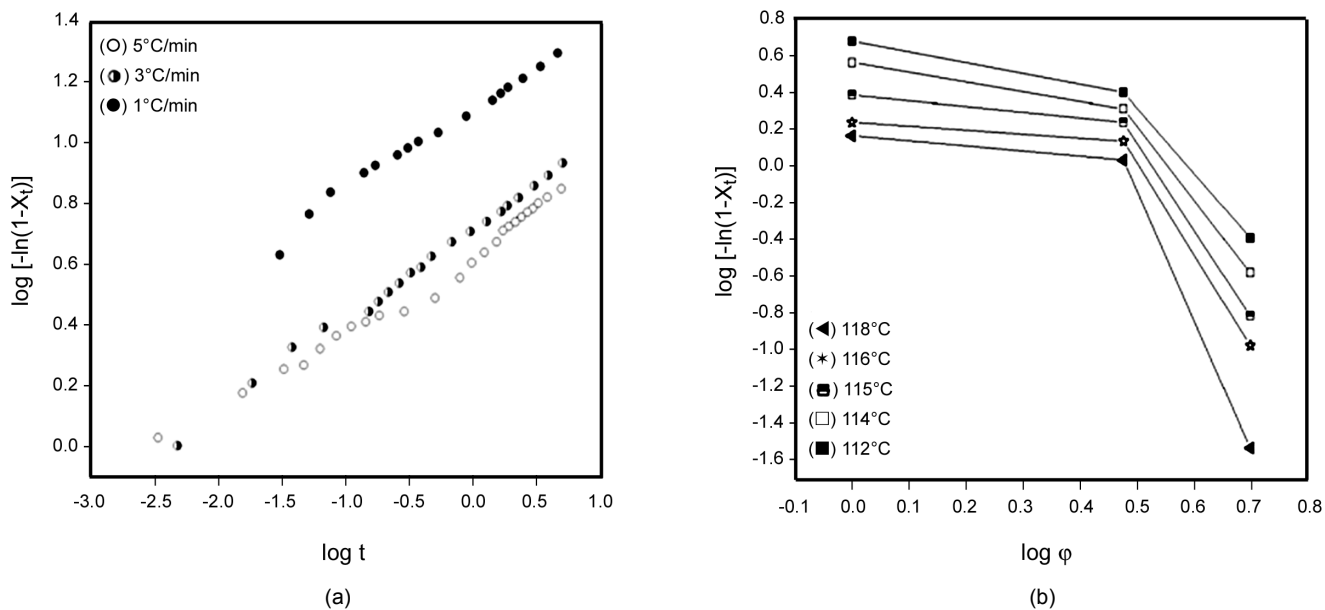 1.4
1.2
1.0
0.8
0.6
0.4
0.2
0.0
log [-ln(1-Xt)]
(○) 5°C/min
(◑) 3°C/min
(●) 1°C/min
-3.0 -2.5 -2.0 -1.5 -1.0 -0.5 0.0 0.5 1.0
log t
(a)
0.8
0.6
0.4
0.2
0.0
-0.4
-0.6
-0.8
-1.0
-1.2
-1.4
-1.6
log [-ln(1-Xt)]
(◀) 118°C
(✶) 116°C
(⬓) 115°C
(□) 114°C
(■) 112°C
-0.1 0.0 0.1 0.2 0.3 0.4 0.5 0.6 0.7 0.8
log φ
(b)